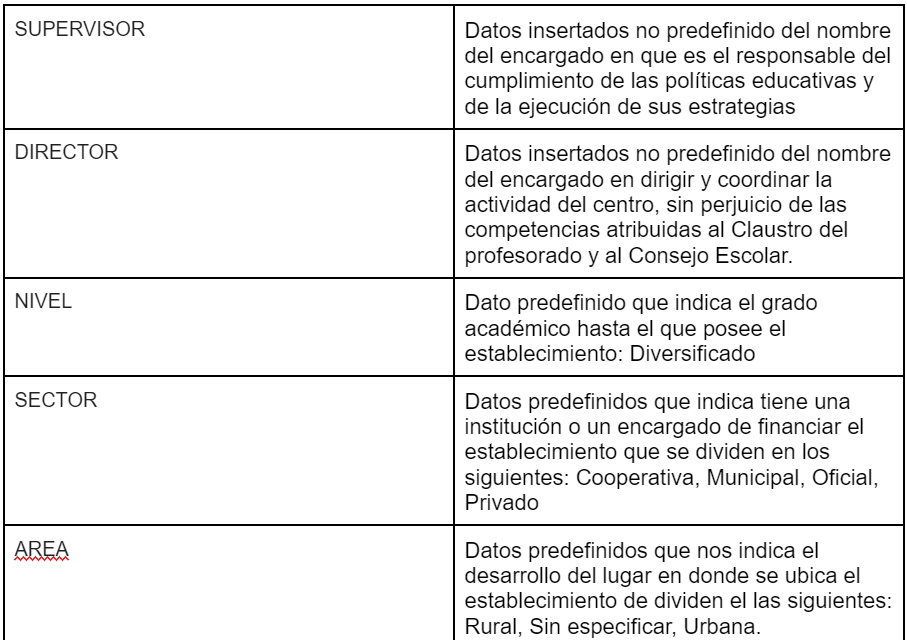 SUPERVISOR
Datos insertados no predefinido del nombre
del encargado en que es el responsable del
cumplimiento de las políticas educativas y
de la ejecución de sus estrategias
DIRECTOR
Datos insertados no predefinido del nombre
del encargado en dirigir y coordinar la
actividad del centro, sin perjuicio de las
competencias atribuidas al Claustro del
profesorado y al Consejo Escolar.
NIVEL
Dato predefinido que indica el grado
académico hasta el que posee el
establecimiento: Diversificado
SECTOR
Datos predefinidos que indica tiene una
institución o un encargado de financiar el
establecimiento que se dividen en los
siguientes: Cooperativa, Municipal, Oficial,
Privado
AREA
Datos predefinidos que nos indica el
desarrollo del lugar en donde se ubica el
establecimiento de dividen el las siguientes:
Rural, Sin especificar, Urbana.